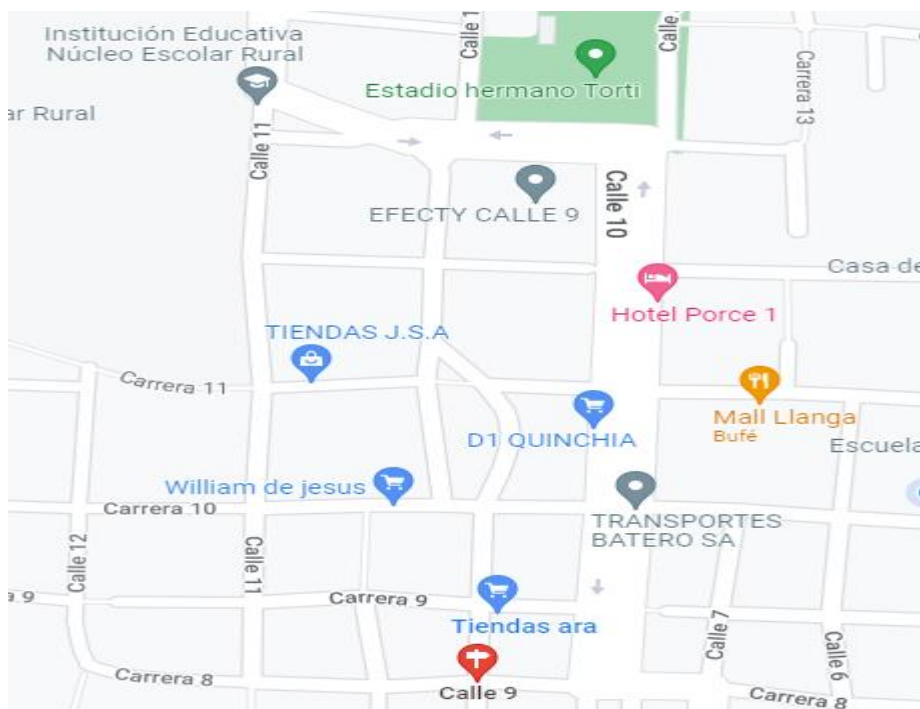 Institución Educativa
Núcleo Escolar Rural
Calle 1
Calle
Estadio hermano Torti
Carrera 13
ar Rural
Calle 11
EFECTY CALLE 9
Calle 10
Casa de
Hotel Porce 1
TIENDAS J.S.A
Carrera 11
Mall Llanga
Bufé
D1 QUINCHIA
Escuela
William de jesus
Carrera 10
TRANSPORTES
BATERO SA
Calle 12
Calle 11
a 9
Carrera 9
Tiendas ara
Calle 7
Calle 6
Carrera 8
Calle 9
Carrera 8